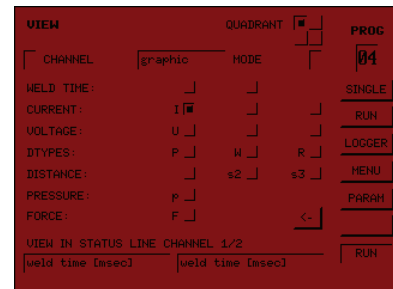 VIEW QUADRANT PROG
CHANNEL graphic MODE 04
WELD TIME: SINGLE
CURRENT: I RUN
VOLTAGE: U LOGGER
DTYPES: P W R
DISTANCE: s2 s3 MENU
PRESSURE: p PARAM
FORCE: F <-
VIEW IN STATUS LINE CHANNEL 1/2
weld time [msec] weld time [msec] RUN